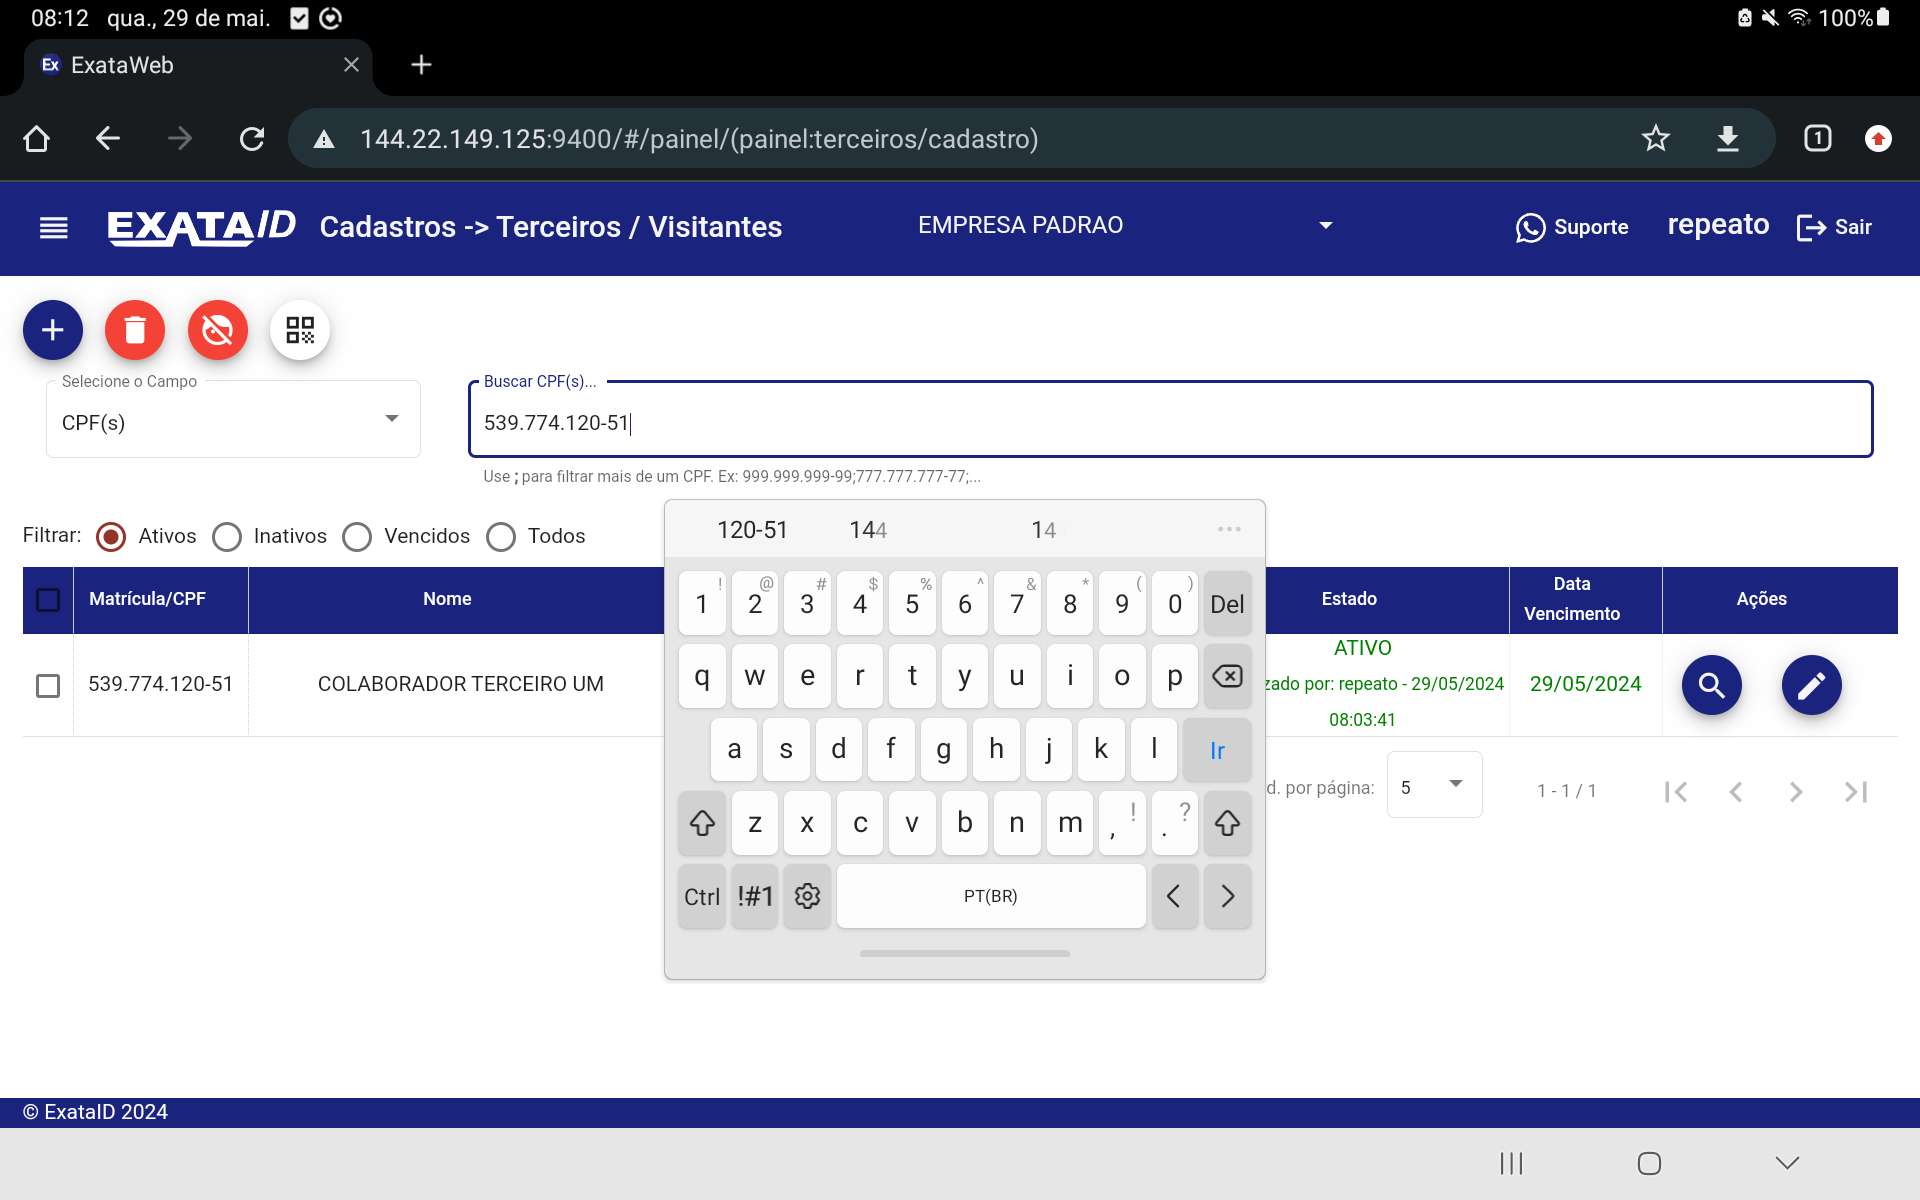 08:12 qua., 29 de mai.
100%
Ex ExataWeb
144.22.149.125:9400/#/painel/(painel:terceiros/cadastro)
1
EXATAID Cadastros -> Terceiros / Visitantes
EMPRESA PADRAO
Suporte
repeato
Sair
Selecione o Campo
CPF(s)
Buscar CPF(s)...
539.774.120-51
Use ; para filtrar mais de um CPF. Ex: 999.999.999-99;777.777.777-77;...
Filtrar: Ativos Inativos Vencidos Todos
Matrícula/CPF Nome Estado Data Vencimento Ações
539.774.120-51 COLABORADOR TERCEIRO UM
ATIVO
zado por: repeato - 29/05/2024
08:03:41
29/05/2024
d. por página: 5 1 - 1 / 1
120-51 144 14 ...
! @ # $ % ^ & * ( )
1 2 3 4 5 6 7 8 9 0 Del
q w e r t y u i o p
a s d f g h j k l Ir
z x c v b n m , ! . ?
Ctrl !#1 PT(BR) < >
© ExataID 2024